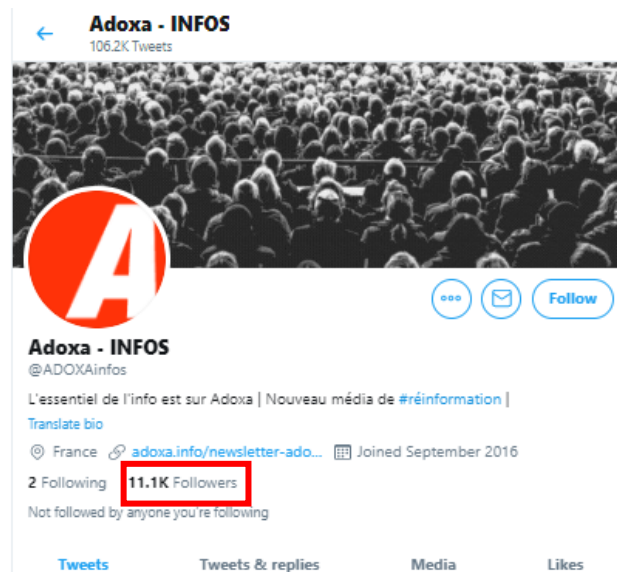 Adoxa - INFOS
106.2K Tweets
A
Follow
Adoxa - INFOS
@ADOXAinfos
L'essentiel de l'info est sur Adoxa | Nouveau média de #réinformation |
Translate bio
France adoxa.info/newsletter-ado... Joined September 2016
2 Following 11.1K Followers
Not followed by anyone you're following
Tweets Tweets & replies Media Likes